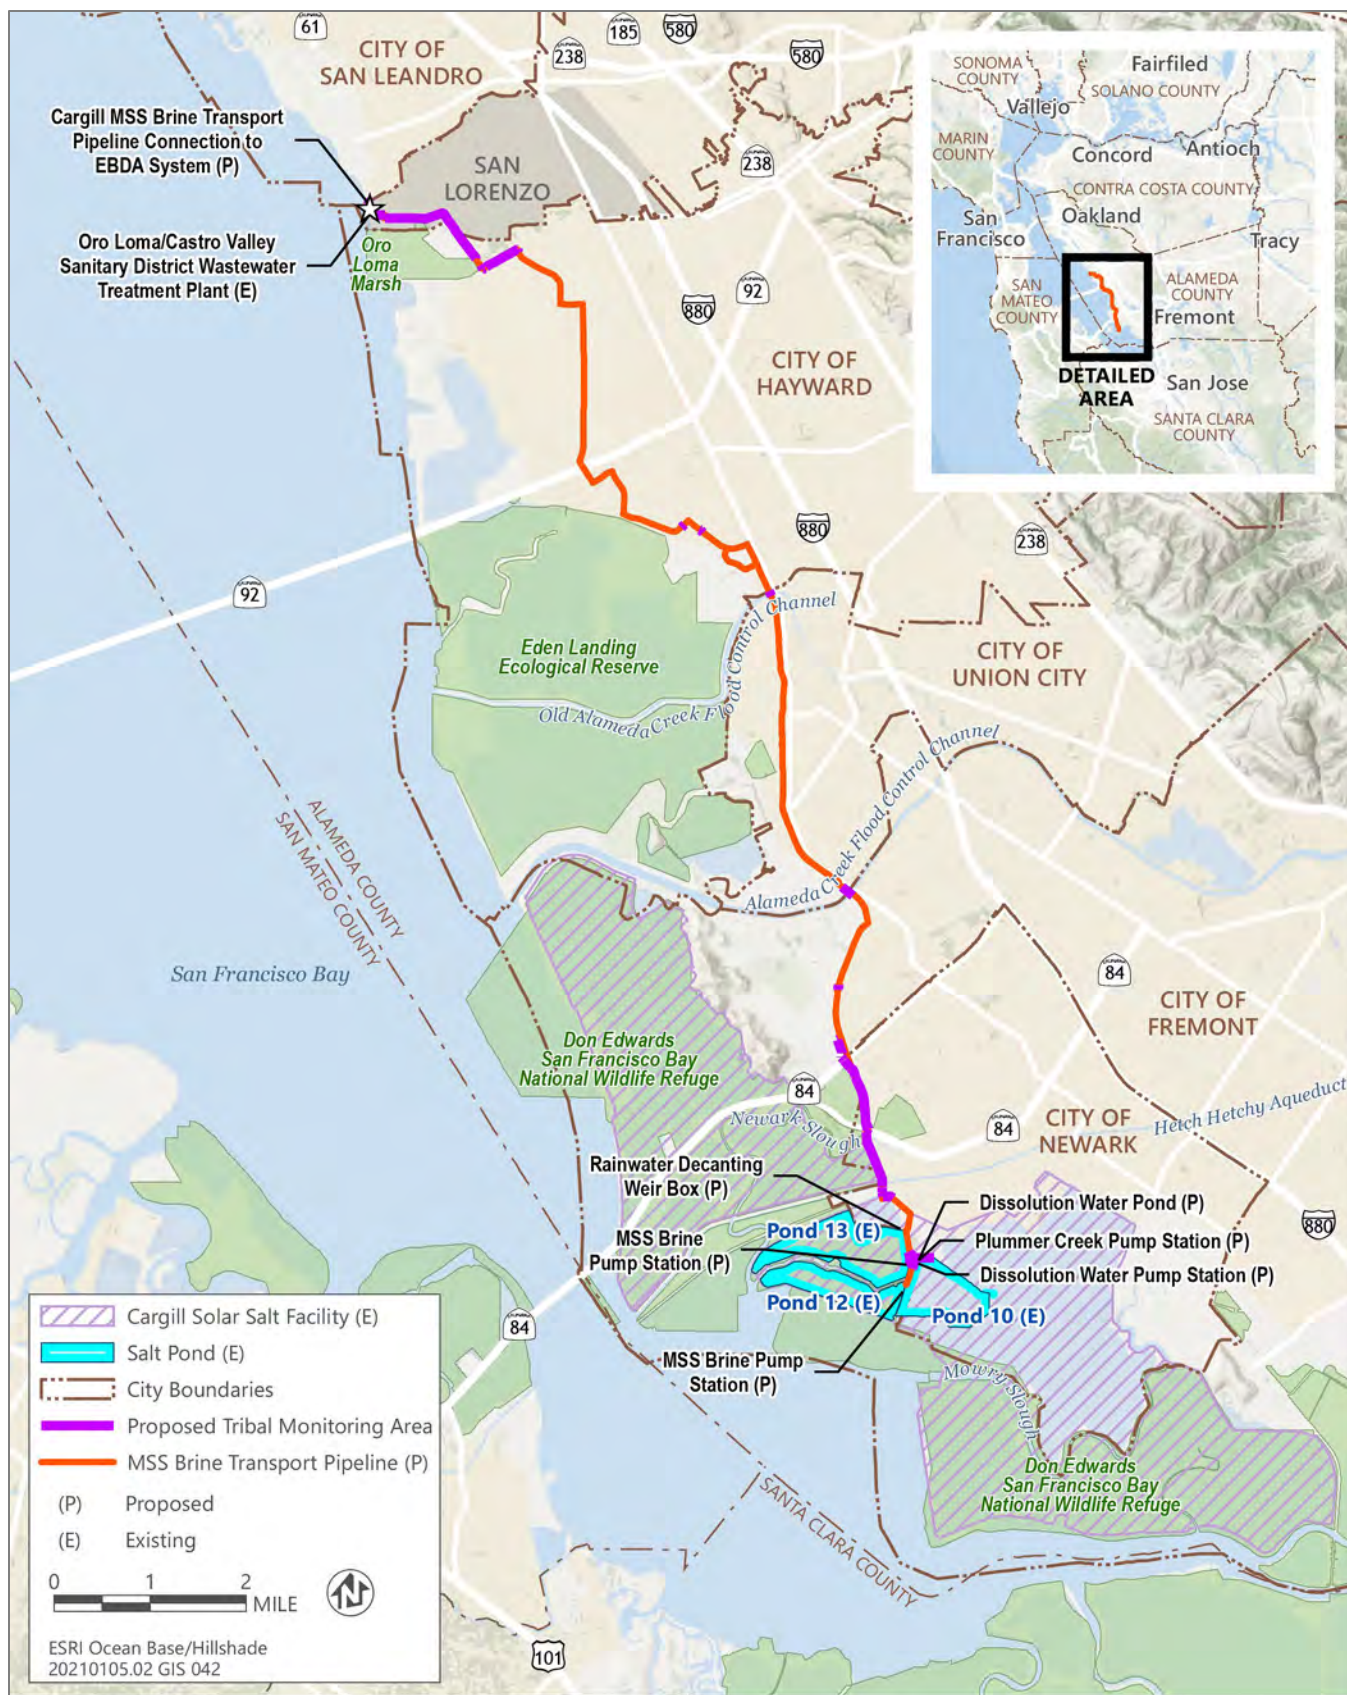 61
185
580
238
580
CITY OF
SAN LEANDRO
Cargill MSS Brine Transport
Pipeline Connection to
EBDA System (P)
SAN
LORENZO
238
Oro Loma/Castro Valley
Sanitary District Wastewater
Treatment Plant (E)
Oro
Loma
Marsh
880
92
CITY OF
HAYWARD
SONOMA
COUNTY
Fairfiled
SOLANO COUNTY
Vallejo
MARIN
COUNTY
Concord
Antioch
CONTRA COSTA COUNTY
San
Francisco
Oakland
Tracy
SAN
MATEO
COUNTY
ALAMEDA
COUNTY
Fremont
DETAILED
AREA
San Jose
SANTA CLARA
COUNTY
880
238
92
Eden Landing
Ecological Reserve
Old Alameda Creek Flood Control Channel
CITY OF
UNION CITY
Alameda Creek Flood Control Channel
ALAMEDA COUNTY
SAN MATEO COUNTY
San Francisco Bay
84
CITY OF
FREMONT
Don Edwards
San Francisco Bay
National Wildlife Refuge
84
Newark Slough
84
CITY OF
NEWARK
Hetch Hetchy Aqueduct
Rainwater Decanting
Weir Box (P)
Dissolution Water Pond (P)
Pond 13 (E)
MSS Brine
Pump Station (P)
Plummer Creek Pump Station (P)
880
Dissolution Water Pump Station (P)
Pond 12 (E)
Pond 10 (E)
84
MSS Brine Pump
Station (P)
Mowry Slough
Don Edwards
San Francisco Bay
National Wildlife Refuge
SANTA CLARA COUNTY
101
Cargill Solar Salt Facility (E)
Salt Pond (E)
City Boundaries
Proposed Tribal Monitoring Area
MSS Brine Transport Pipeline (P)
(P) Proposed
(E) Existing
0 1 2
MILE
N
ESRI Ocean Base/Hillshade
20210105.02 GIS 042